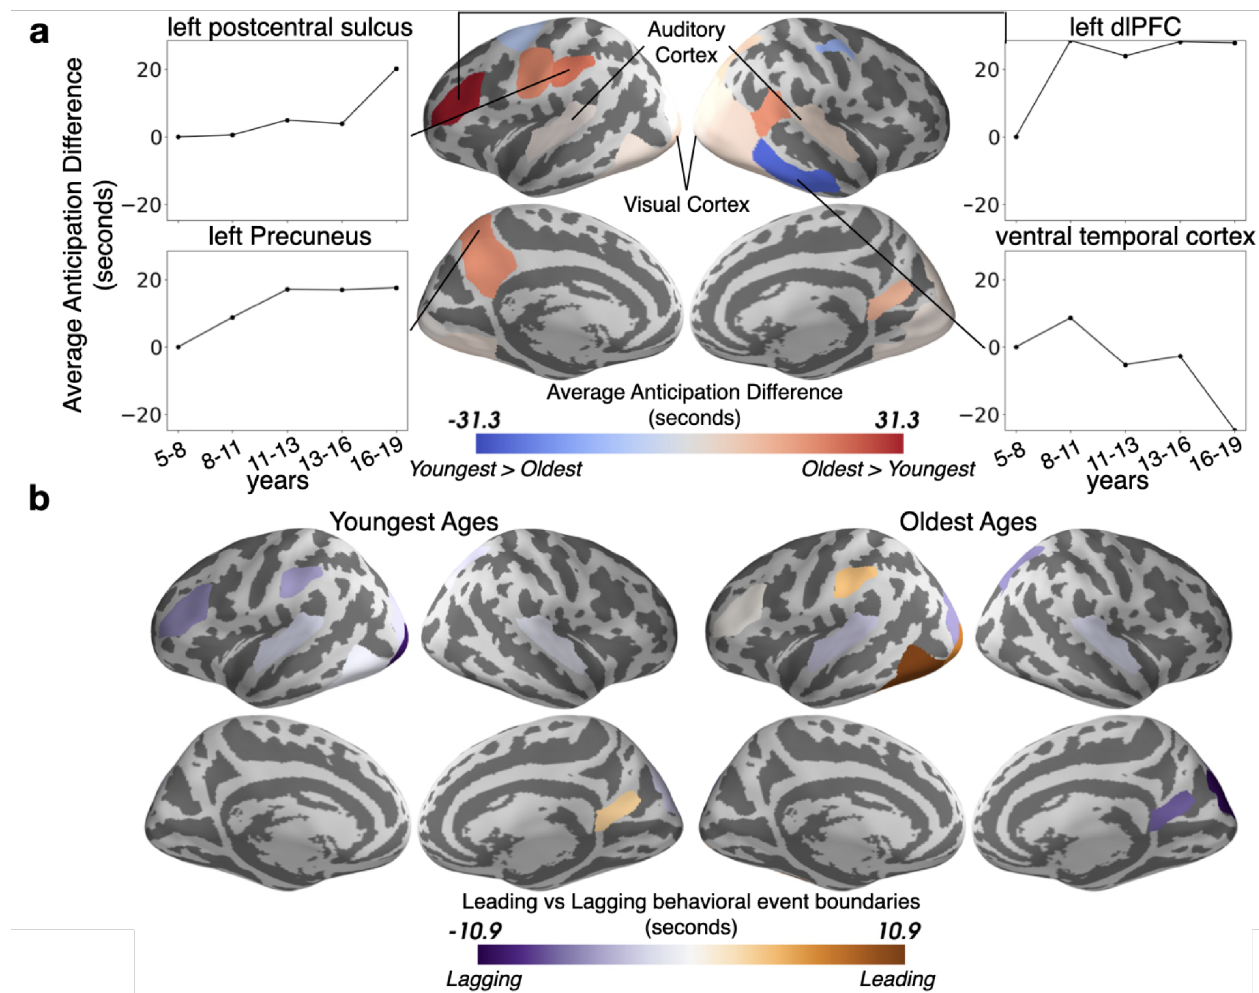 a
left postcentral sulcus
Auditory
Cortex
left dlPFC
20
0
−20
20
0
−20
Visual Cortex
left Precuneus
ventral temporal cortex
Average Anticipation Difference
(seconds)
20
0
−20
20
0
−20
Average Anticipation Difference
(seconds)
-31.3
31.3
Youngest > Oldest
Oldest > Youngest
5-8
8-11
11-13
13-16
16-19
years
5-8
8-11
11-13
13-16
16-19
years
b
Youngest Ages
Oldest Ages
Leading vs Lagging behavioral event boundaries
(seconds)
-10.9
10.9
Lagging
Leading